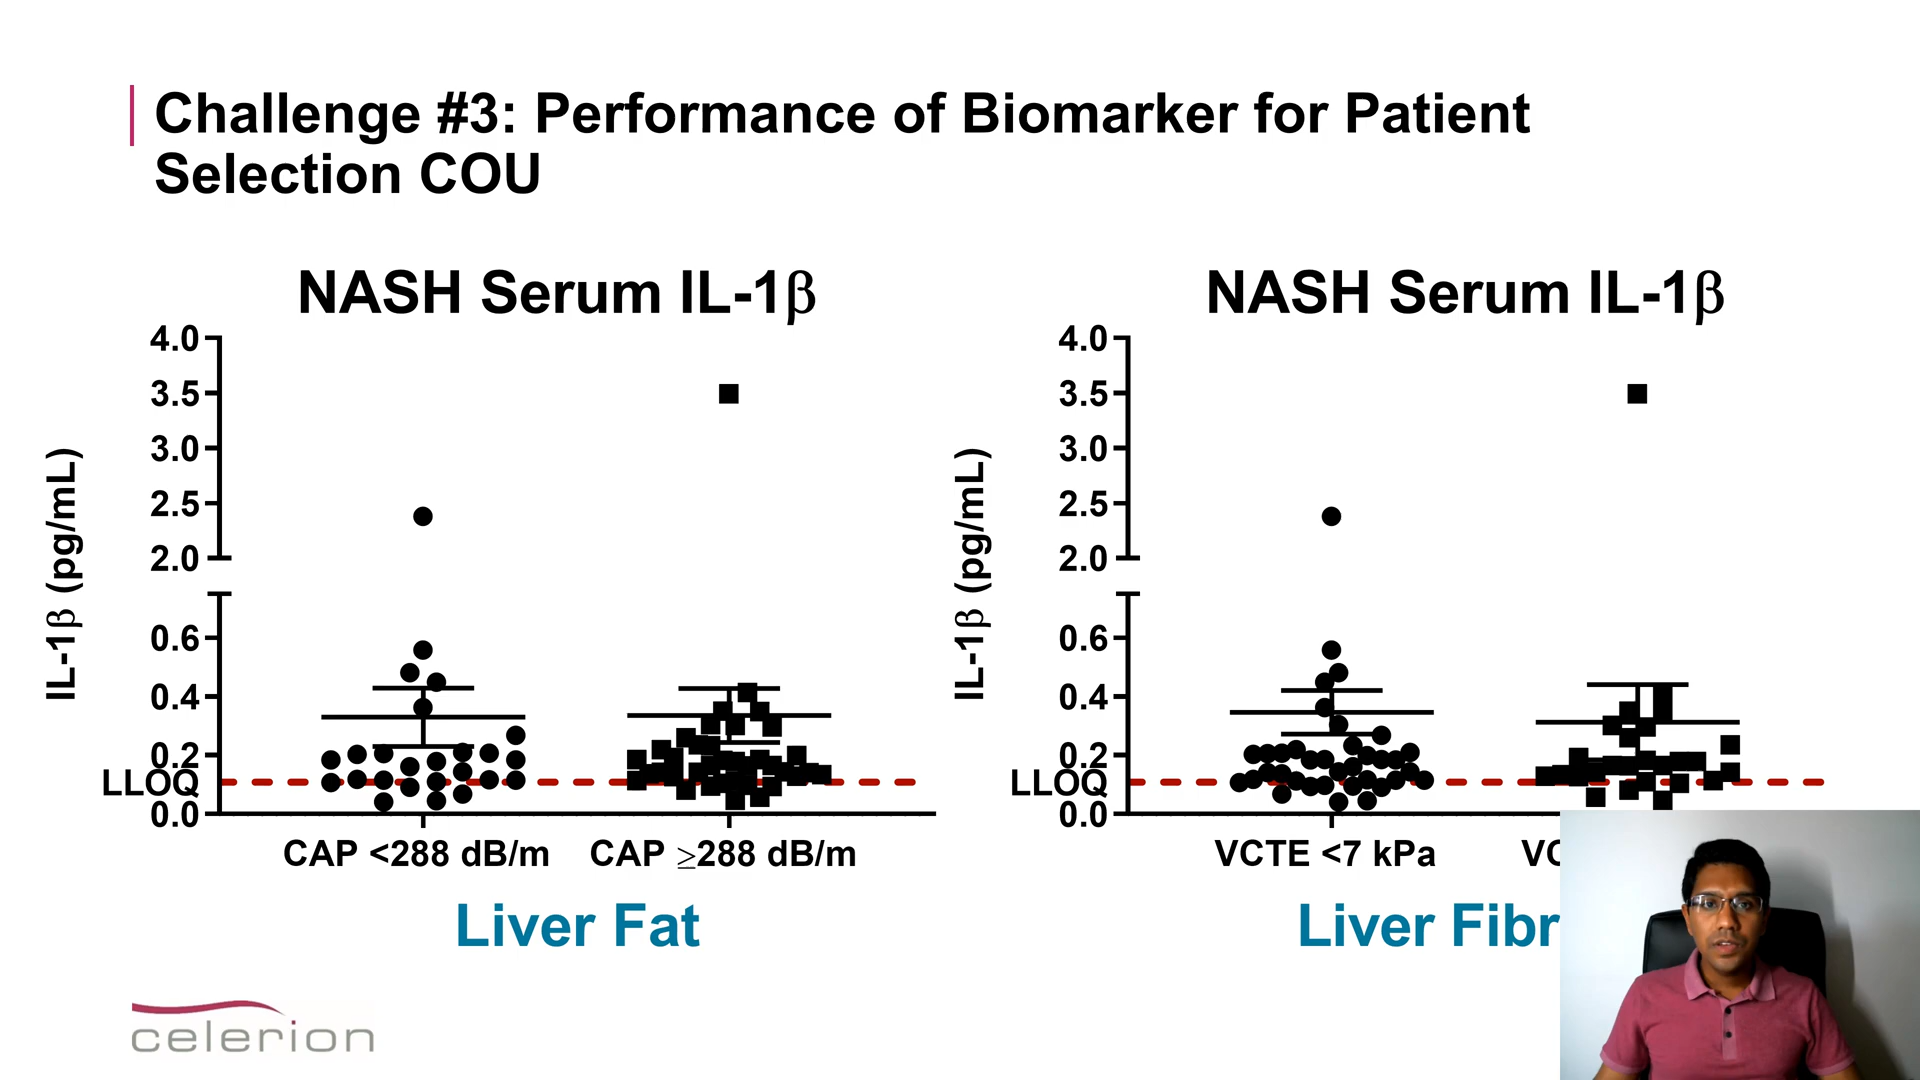 Challenge #3: Performance of Biomarker for Patient
Selection COU
NASH Serum IL-1β
IL-1β (pg/mL)
4.0
3.5
3.0
2.5
2.0
0.6
0.4
0.2
LLOQ
0.0
CAP <288 dB/m
CAP ≥288 dB/m
Liver Fat
NASH Serum IL-1β
IL-1β (pg/mL)
4.0
3.5
3.0
2.5
2.0
0.6
0.4
0.2
LLOQ
0.0
VCTE <7 kPa
Liver
celerion